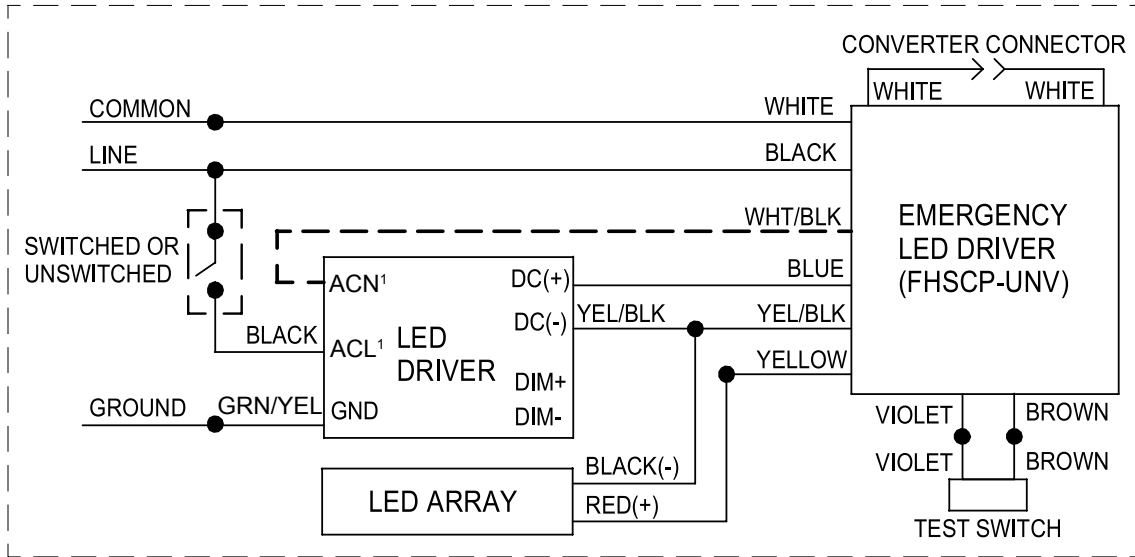 CONVERTER CONNECTOR
WHITE WHITE
COMMON WHITE
LINE BLACK
WHT/BLK
SWITCHED OR
UNSWITCHED
EMERGENCY
LED DRIVER
(FHSCP-UNV)
ACN¹ DC(+) BLUE
DC(-) YEL/BLK YEL/BLK
BLACK ACL¹ LED
DRIVER
YELLOW
DIM+
DIM-
GROUND GRN/YEL GND
VIOLET BROWN
VIOLET BROWN
TEST SWITCH
LED ARRAY
BLACK(-)
RED(+)